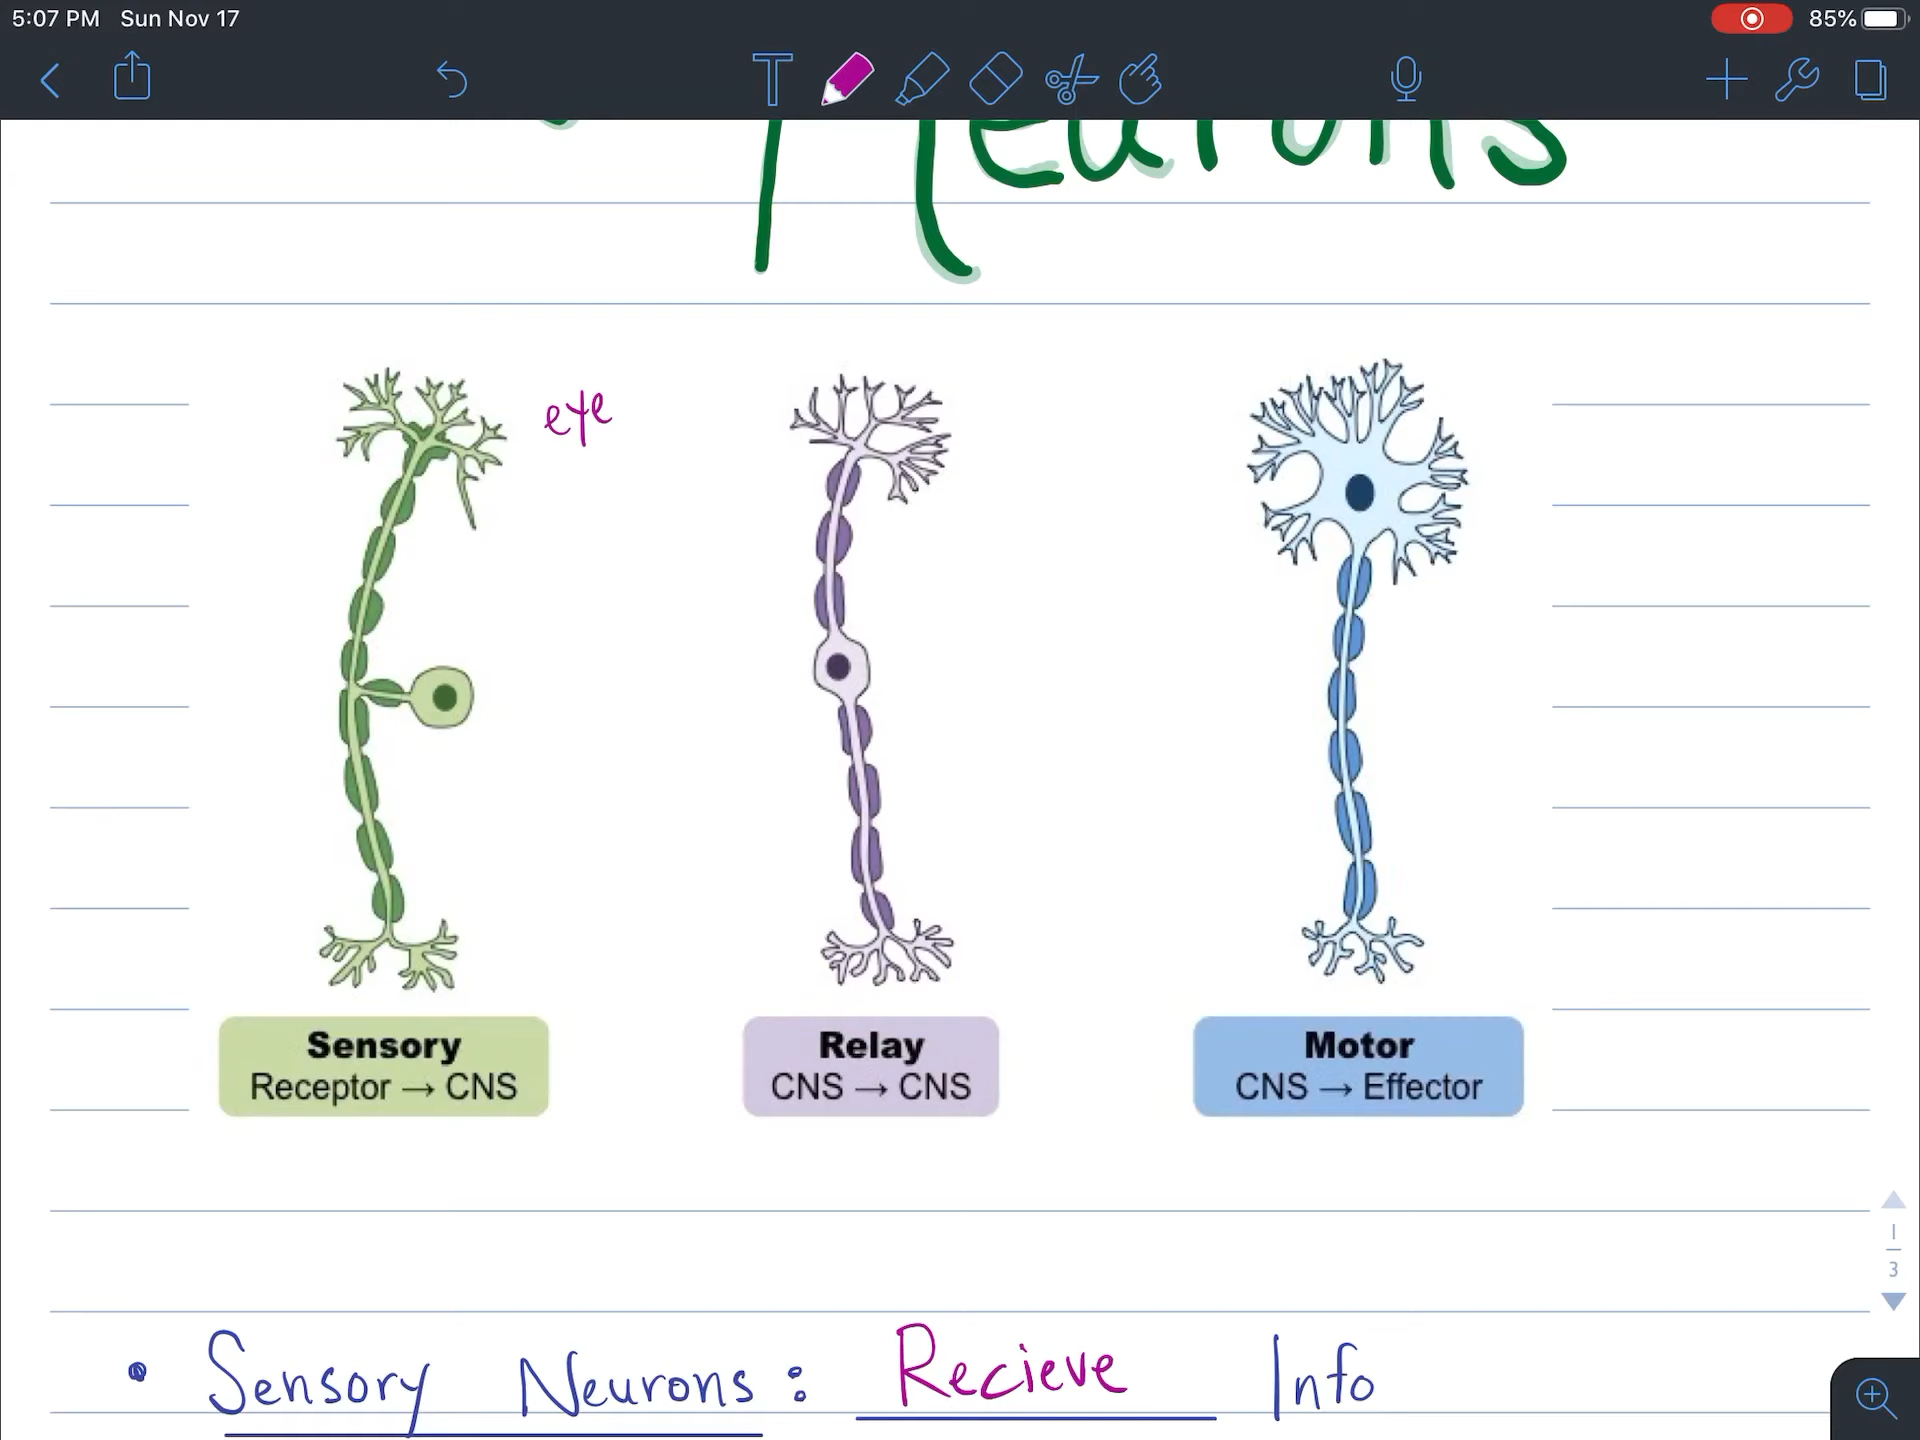 5:07 PM Sun Nov 17
85%
T
Neurons
eye
Sensory
Receptor → CNS
Relay
CNS → CNS
Motor
CNS → Effector
1
3
• Sensory Neurons: Recieve Info